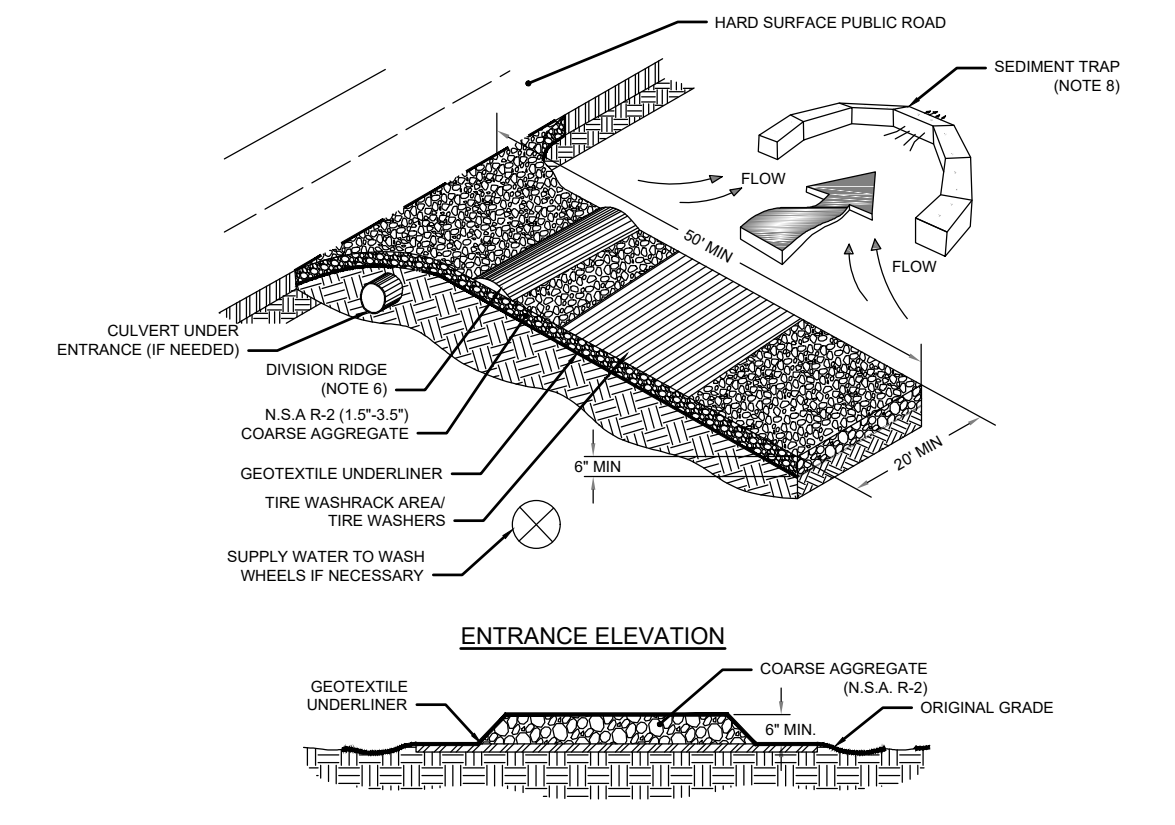 HARD SURFACE PUBLIC ROAD
SEDIMENT TRAP
(NOTE 8)
FLOW
50' MIN
FLOW
CULVERT UNDER
ENTRANCE (IF NEEDED)
DIVISION RIDGE
(NOTE 6)
N.S.A R-2 (1.5"-3.5")
COARSE AGGREGATE
GEOTEXTILE UNDERLINER
6" MIN
20' MIN
TIRE WASHRACK AREA/
TIRE WASHERS
SUPPLY WATER TO WASH
WHEELS IF NECESSARY
ENTRANCE ELEVATION
GEOTEXTILE
UNDERLINER
COARSE AGGREGATE
(N.S.A. R-2)
ORIGINAL GRADE
6" MIN.